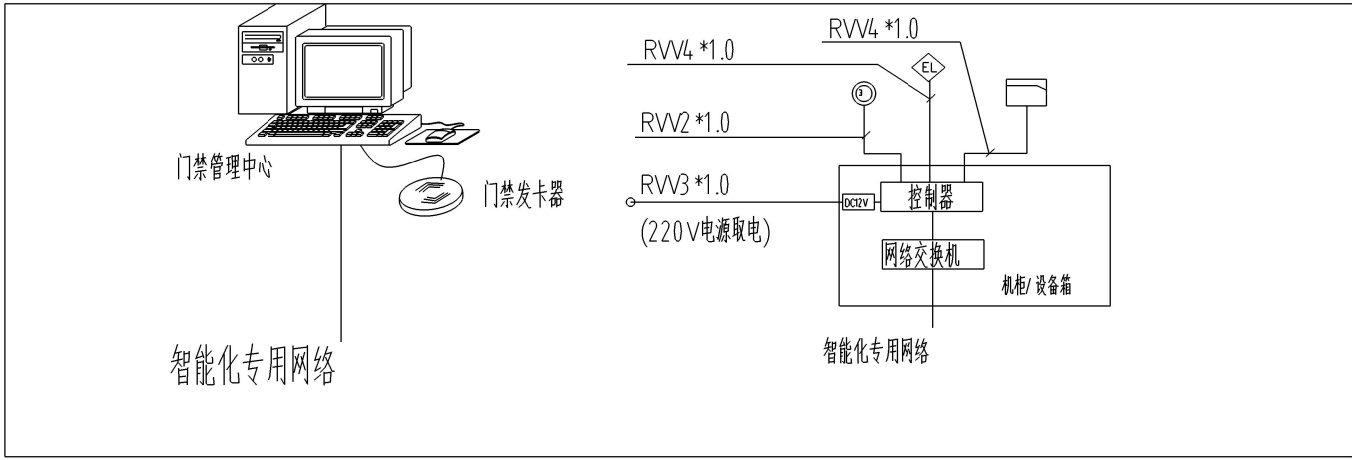 RVV4 *1.0
RVV4 *1.0
EL
3
RVV2 *1.0
门禁管理中心
门禁发卡器
RVV3 *1.0
DC12V
控制器
(220V电源取电)
网络交换机
机柜/设备箱
智能化专用网络
智能化专用网络